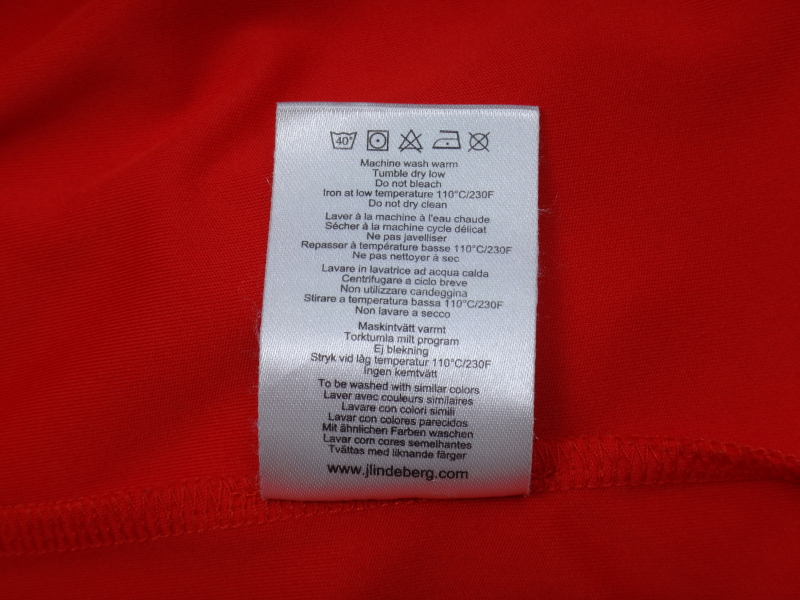 40°
Machine wash warm
Tumble dry low
Do not bleach
Iron at low temperature 110°C/230F
Do not dry clean
Laver à la machine à l'eau chaude
Sécher à la machine cycle délicat
Ne pas javelliser
Repasser à température basse 110°C/230F
Ne pas nettoyer à sec
Lavare in lavatrice ad acqua calda
Centrifugare a ciclo breve
Non utilizzare candeggina
Stirare a temperatura bassa 110°C/230F
Non lavare a secco
Maskintvätt varmt
Torktumla milt program
Ej blekning
Stryk vid låg temperatur 110°C/230F
Ingen kemtvätt
To be washed with similar colors
Laver avec couleurs similaires
Lavare con colori simili
Lavar con colores parecidos
Mit ähnlichen Farben waschen
Lavar com cores semelhantes
Tvättas med liknande färger
www.jlindeberg.com